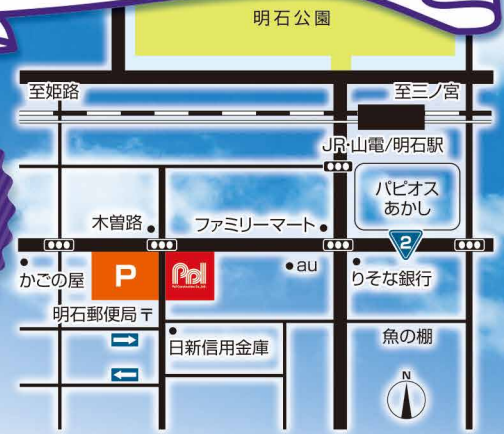 明石公園
至姫路
至三ノ宮
JR・山電/明石駅
パピオス
あかし
木曽路
ファミリーマート
2
かごの屋
P
PPI
au
りそな銀行
明石郵便局〒
日新信用金庫
魚の棚
N